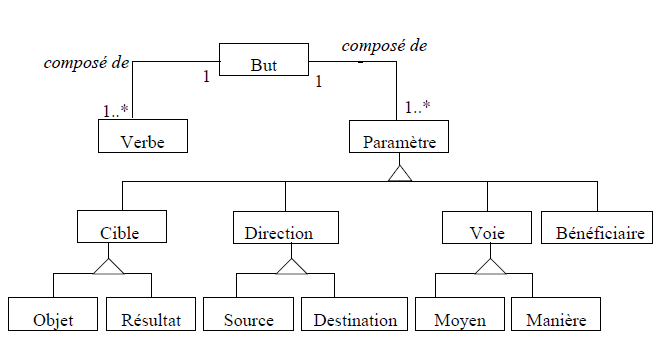 composé de
But
composé de
1
1
1..*
1..*
Verbe
Paramètre
Cible
Direction
Voie
Bénéficiaire
Objet
Résultat
Source
Destination
Moyen
Manière